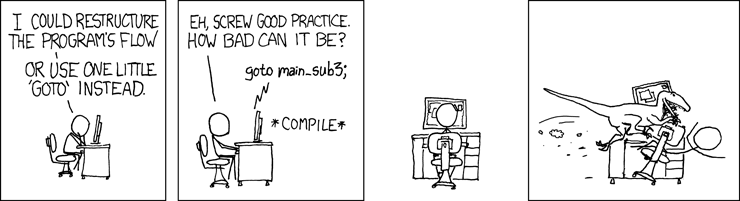 I COULD RESTRUCTURE
THE PROGRAM'S FLOW
OR USE ONE LITTLE
'GOTO' INSTEAD.
EH, SCREW GOOD PRACTICE.
HOW BAD CAN IT BE?
goto main_sub3;
*COMPILE*